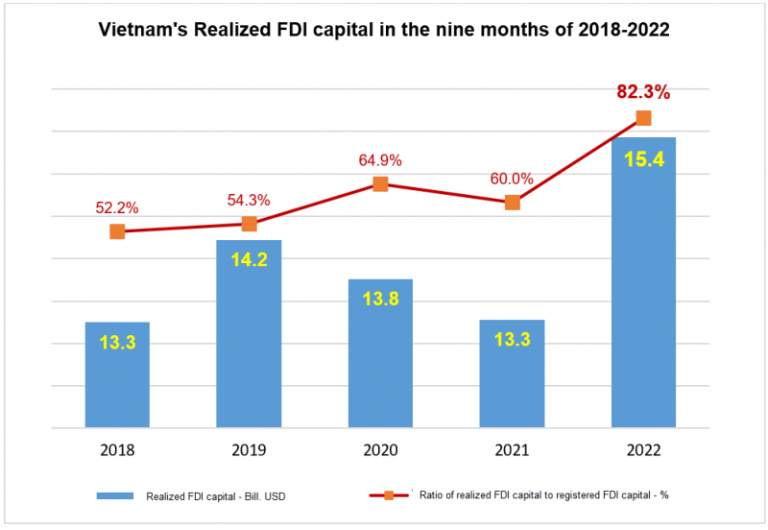 Vietnam's Realized FDI capital in the nine months of 2018-2022
82.3%
64.9%
60.0%
54.3%
52.2%
15.4
14.2
13.8
13.3
13.3
2018 2019 2020 2021 2022
Realized FDI capital - Bill. USD
Ratio of realized FDI capital to registered FDI capital - %